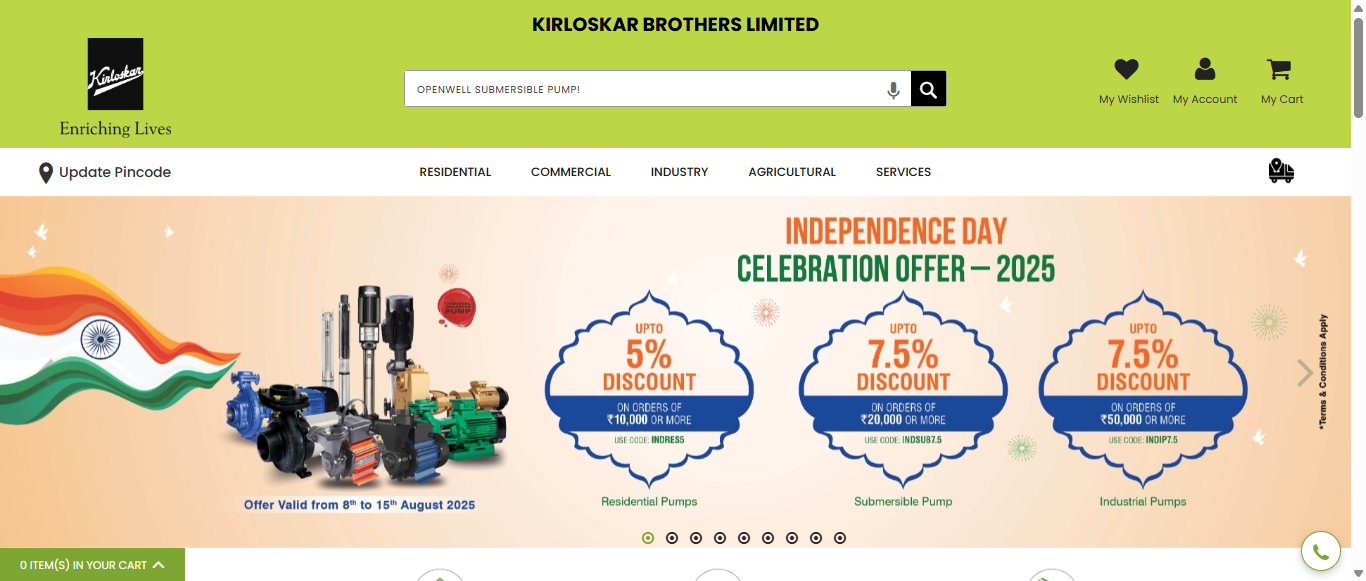 KIRLOSKAR BROTHERS LIMITED
Kirloskar
Enriching Lives
OPENWELL SUBMERSIBLE PUMP!
My Wishlist
My Account
My Cart
Update Pincode
RESIDENTIAL
COMMERCIAL
INDUSTRY
AGRICULTURAL
SERVICES
INDEPENDENCE DAY
CELEBRATION OFFER – 2025
UPTO
5%
DISCOUNT
ON ORDERS OF
₹10,000 OR MORE
USE CODE: INDRES5
Residential Pumps
UPTO
7.5%
DISCOUNT
ON ORDERS OF
₹20,000 OR MORE
USE CODE: INDSUB7.5
Submersible Pump
UPTO
7.5%
DISCOUNT
ON ORDERS OF
₹50,000 OR MORE
USE CODE: INDIP7.5
Industrial Pumps
*Terms & Conditions Apply
Offer Valid from 8th to 15th August 2025
0 ITEM(S) IN YOUR CART